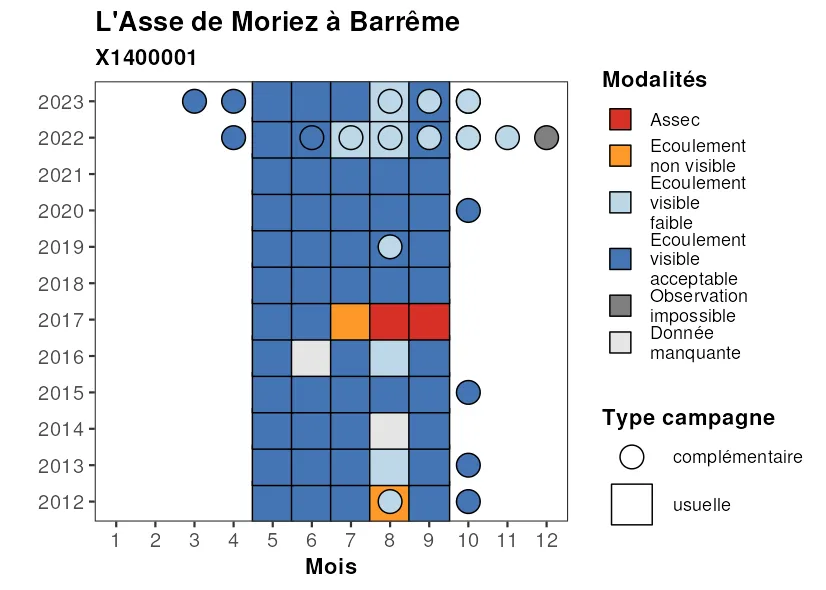 L'Asse de Moriez à Barrême
X1400001
2023
2022
2021
2020
2019
2018
2017
2016
2015
2014
2013
2012
1 2 3 4 5 6 7 8 9 10 11 12
Mois
Modalités
Assec
Ecoulement
non visible
Ecoulement
visible
faible
Ecoulement
visible
acceptable
Observation
impossible
Donnée
manquante
Type campagne
complémentaire
usuelle